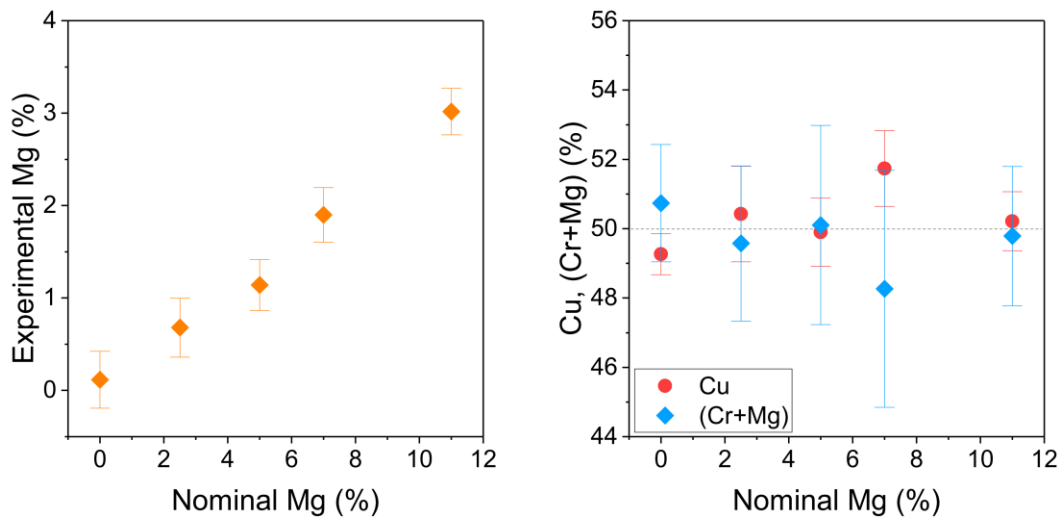 4
3
2
1
0
Experimental Mg (%)
0 2 4 6 8 10 12
Nominal Mg (%)
56
54
52
50
48
46
44
Cu, (Cr+Mg) (%)
Cu
(Cr+Mg)
0 2 4 6 8 10 12
Nominal Mg (%)